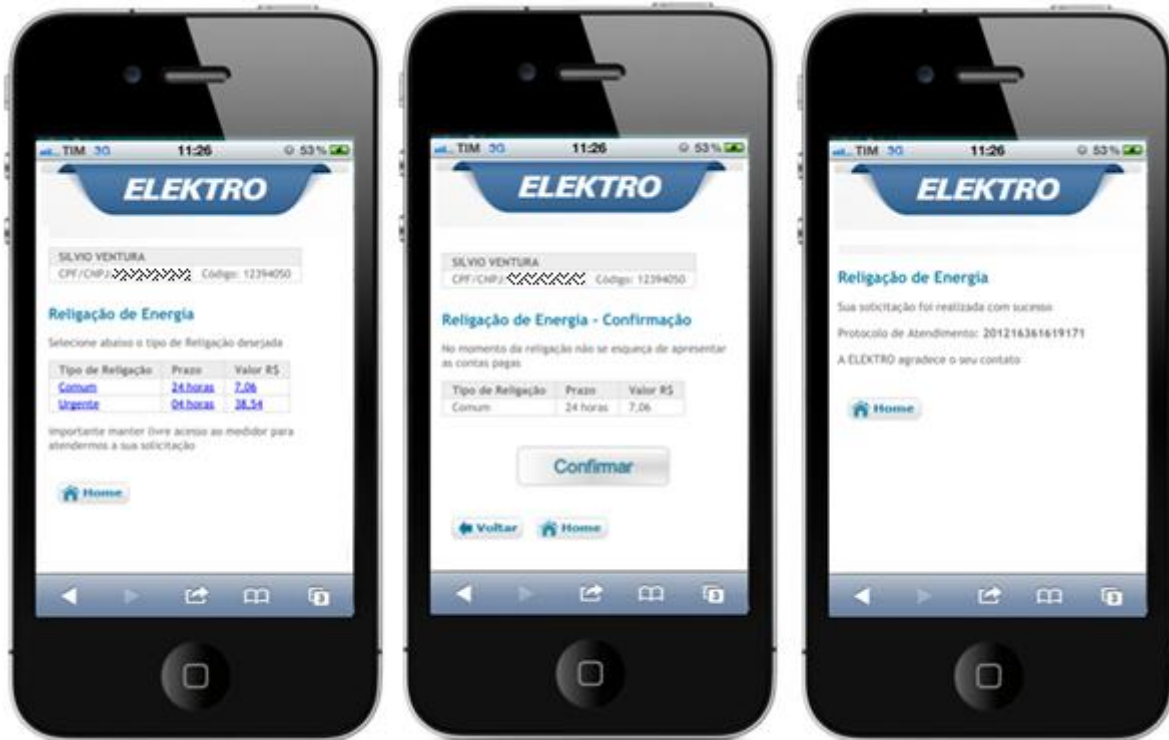 TIM 3G 11:26 53%
ELEKTRO
SILVIO VENTURA
CPF/CNPJ: Código: 12394050
Religação de Energia
Selecione abaixo o tipo de Religação desejada
Tipo de Religação Prazo Valor R$
Comum 24 horas 7,06
Urgente 04 horas 38,54
Importante manter livre acesso ao medidor para
atendermos a sua solicitação
Home
3
TIM 3G 11:26 53%
ELEKTRO
SILVIO VENTURA
CPF/CNPJ: Código: 12394050
Religação de Energia - Confirmação
No momento da religação não se esqueça de apresentar
as contas pagas
Tipo de Religação Prazo Valor R$
Comum 24 horas 7,06
Confirmar
Voltar Home
3
TIM 3G 11:26 53%
ELEKTRO
Religação de Energia
Sua solicitação foi realizada com sucesso
Protocolo de Atendimento: 201216361619171
A ELEKTRO agradece o seu contato
Home
3